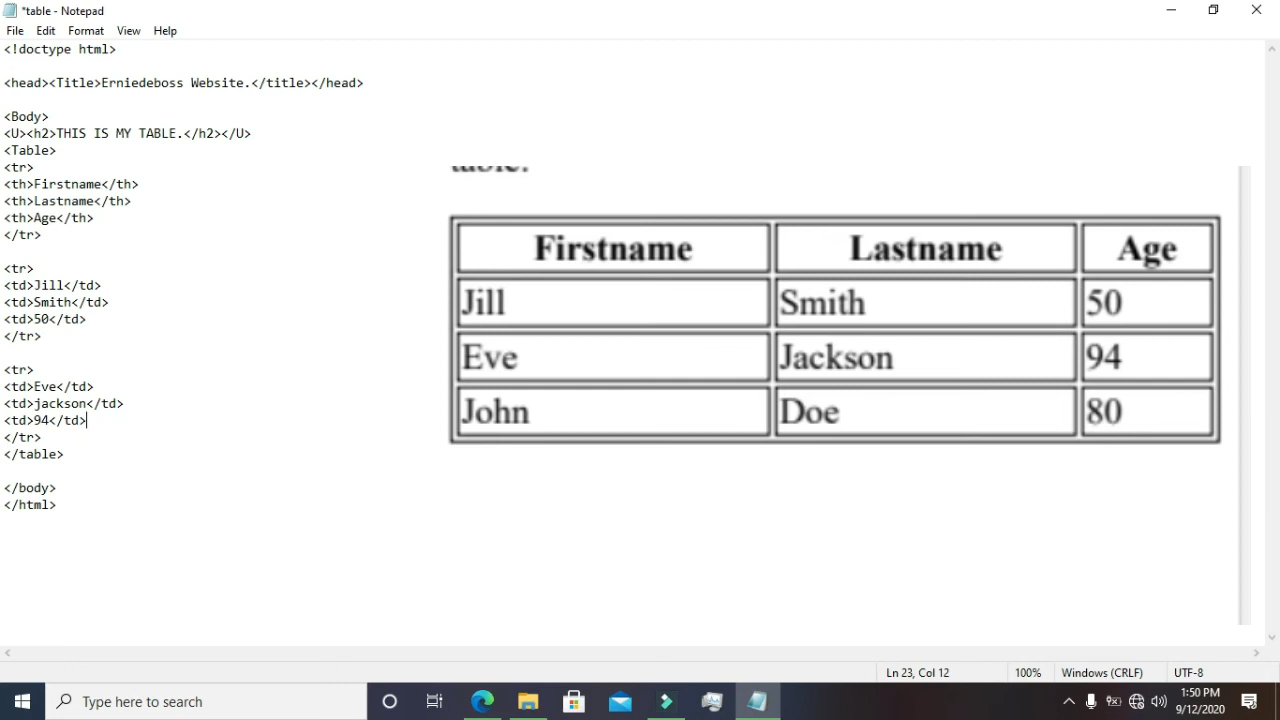 *table - Notepad
File Edit Format View Help
<!doctype html>
<head><Title>Erniedeboss Website.</title></head>
<Body>
<U><h2>THIS IS MY TABLE.</h2></U>
<Table>
<tr>
<th>Firstname</th>
<th>Lastname</th>
<th>Age</th>
</tr>
<tr>
<td>Jill</td>
<td>Smith</td>
<td>50</td>
</tr>
<tr>
<td>Eve</td>
<td>jackson</td>
<td>94</td>
</tr>
</table>
</body>
</html>
table.
Firstname Lastname Age
Jill Smith 50
Eve Jackson 94
John Doe 80
Ln 23, Col 12 100% Windows (CRLF) UTF-8
Type here to search
1:50 PM
9/12/2020